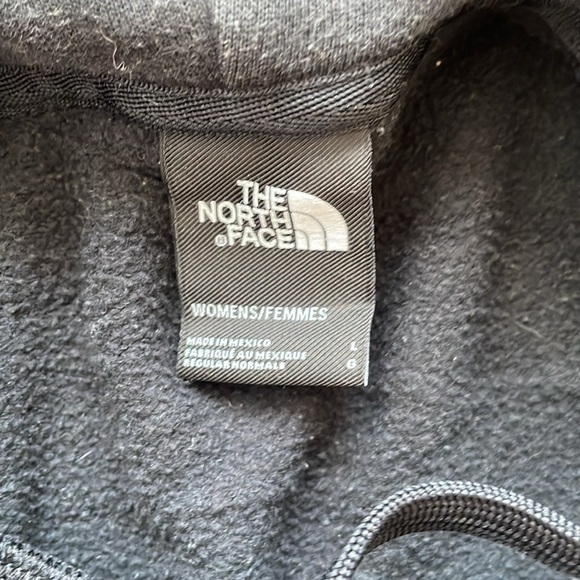 THE
NORTH
FACE
®
WOMENS/FEMMES
MADE IN MEXICO
FABRIQUÉ AU MEXIQUE
REGULAR NORMALE
L
G